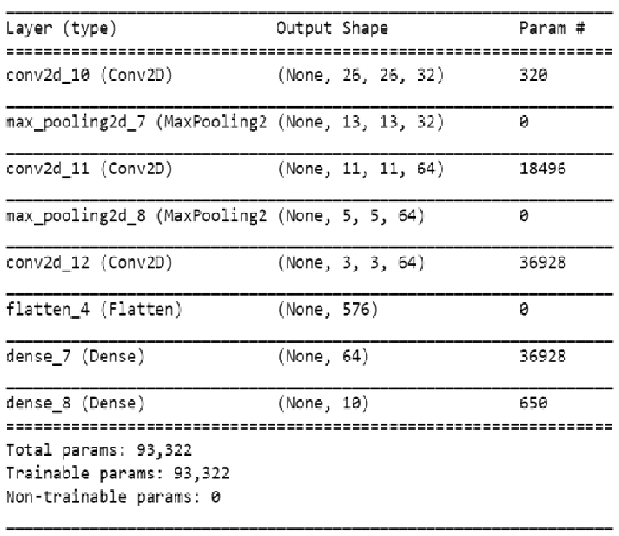 Layer (type) Output Shape Param #
conv2d_10 (Conv2D) (None, 26, 26, 32) 320
max_pooling2d_7 (MaxPooling2 (None, 13, 13, 32) 0
conv2d_11 (Conv2D) (None, 11, 11, 64) 18496
max_pooling2d_8 (MaxPooling2 (None, 5, 5, 64) 0
conv2d_12 (Conv2D) (None, 3, 3, 64) 36928
flatten_4 (Flatten) (None, 576) 0
dense_7 (Dense) (None, 64) 36928
dense_8 (Dense) (None, 10) 650
Total params: 93,322
Trainable params: 93,322
Non-trainable params: 0